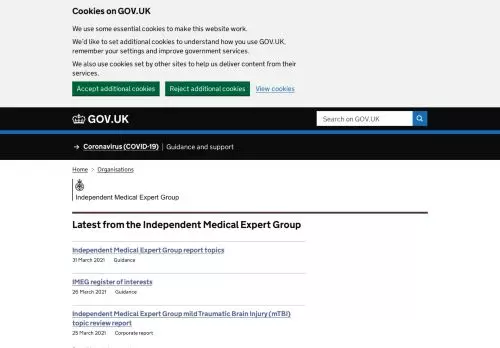 Cookies on GOV.UK
We use some essential cookies to make this website work.
We'd like to set additional cookies to understand how you use GOV.UK,
remember your settings and improve government services.
We also use cookies set by other sites to help us deliver content from their
services.
Accept additional cookies Reject additional cookies View cookies
GOV.UK Search on GOV.UK
→ Coronavirus (COVID-19) Guidance and support
Home > Organisations
Independent Medical Expert Group
Latest from the Independent Medical Expert Group
Independent Medical Expert Group report topics
31 March 2021 Guidance
IMEG register of interests
26 March 2021 Guidance
Independent Medical Expert Group mild Traumatic Brain Injury (mTBI)
topic review report
25 March 2021 Corporate report